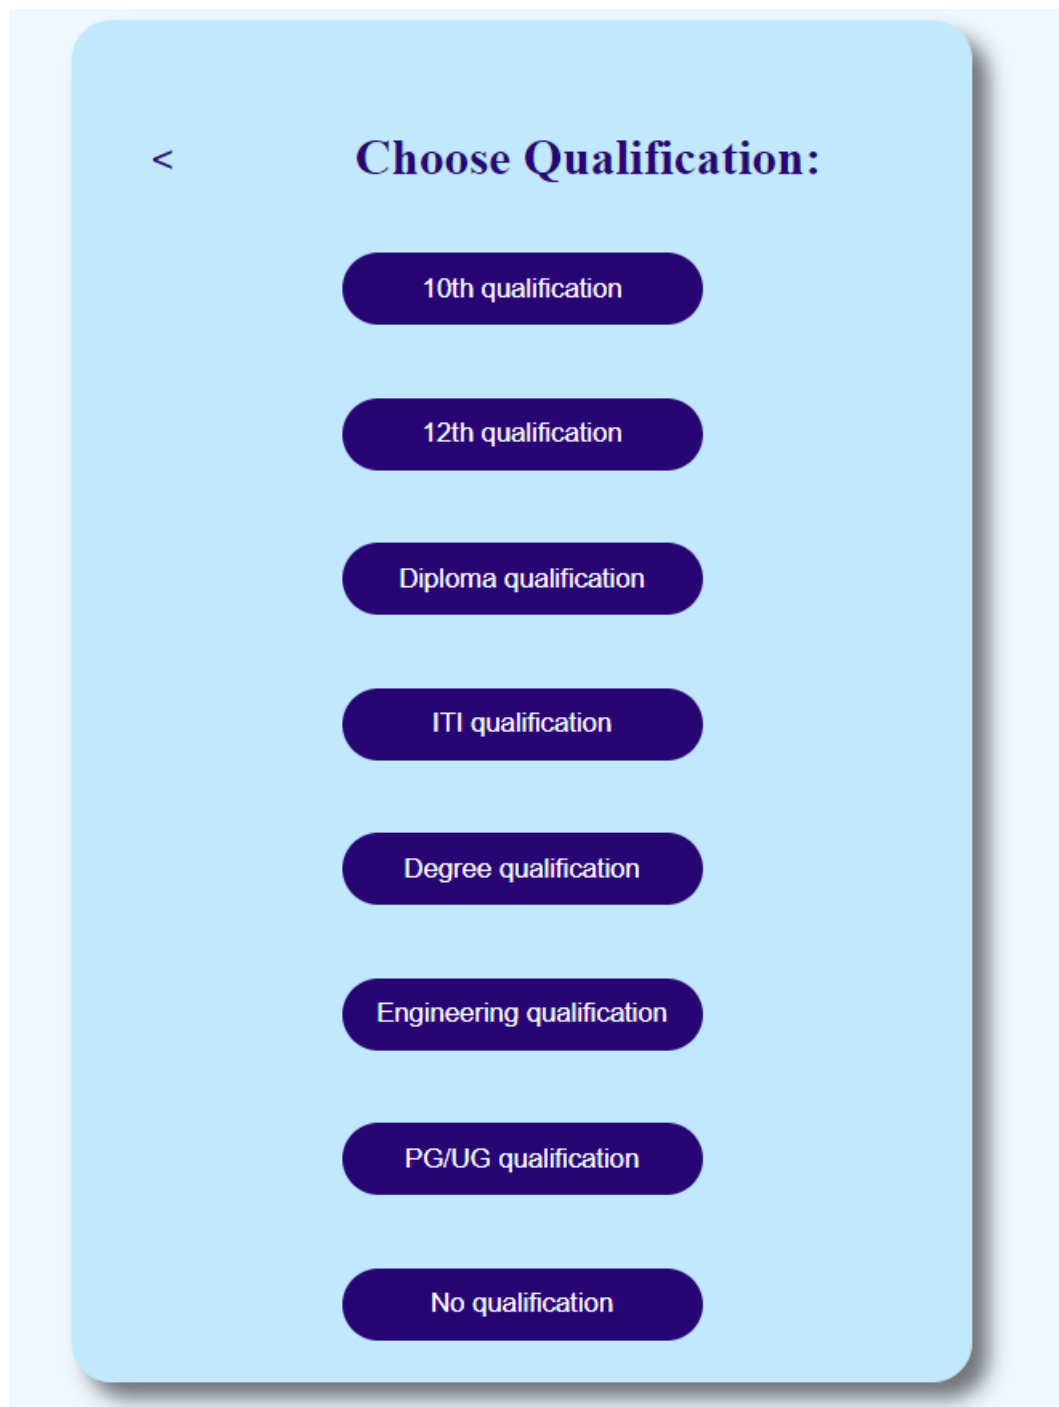 <
Choose Qualification:
10th qualification
12th qualification
Diploma qualification
ITI qualification
Degree qualification
Engineering qualification
PG/UG qualification
No qualification